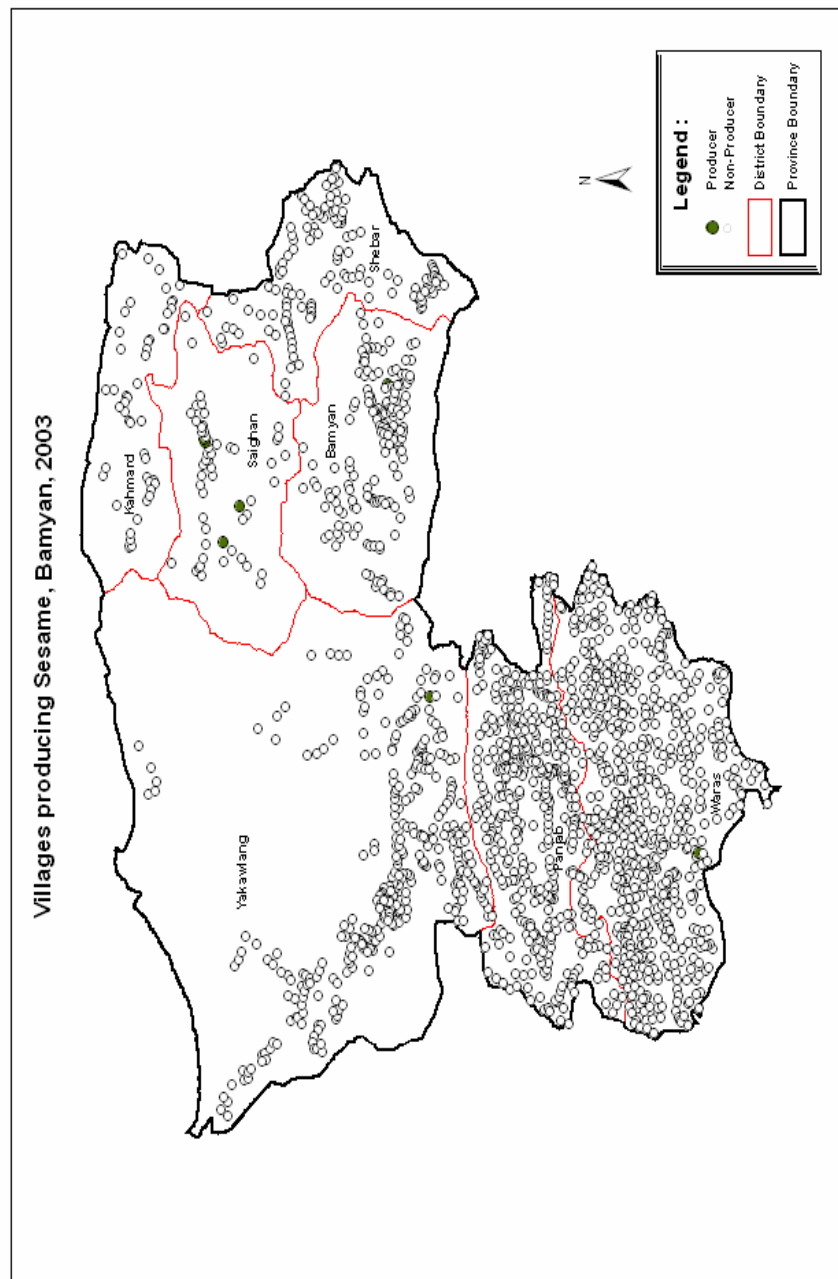 Villages producing Sesame, Bamyan, 2003
Kahmard
Saighan
Shebar
Bamyan
Yakawlang
Panjab
Waras
N
Legend :
Producer
Non-Producer
District Boundary
Province Boundary